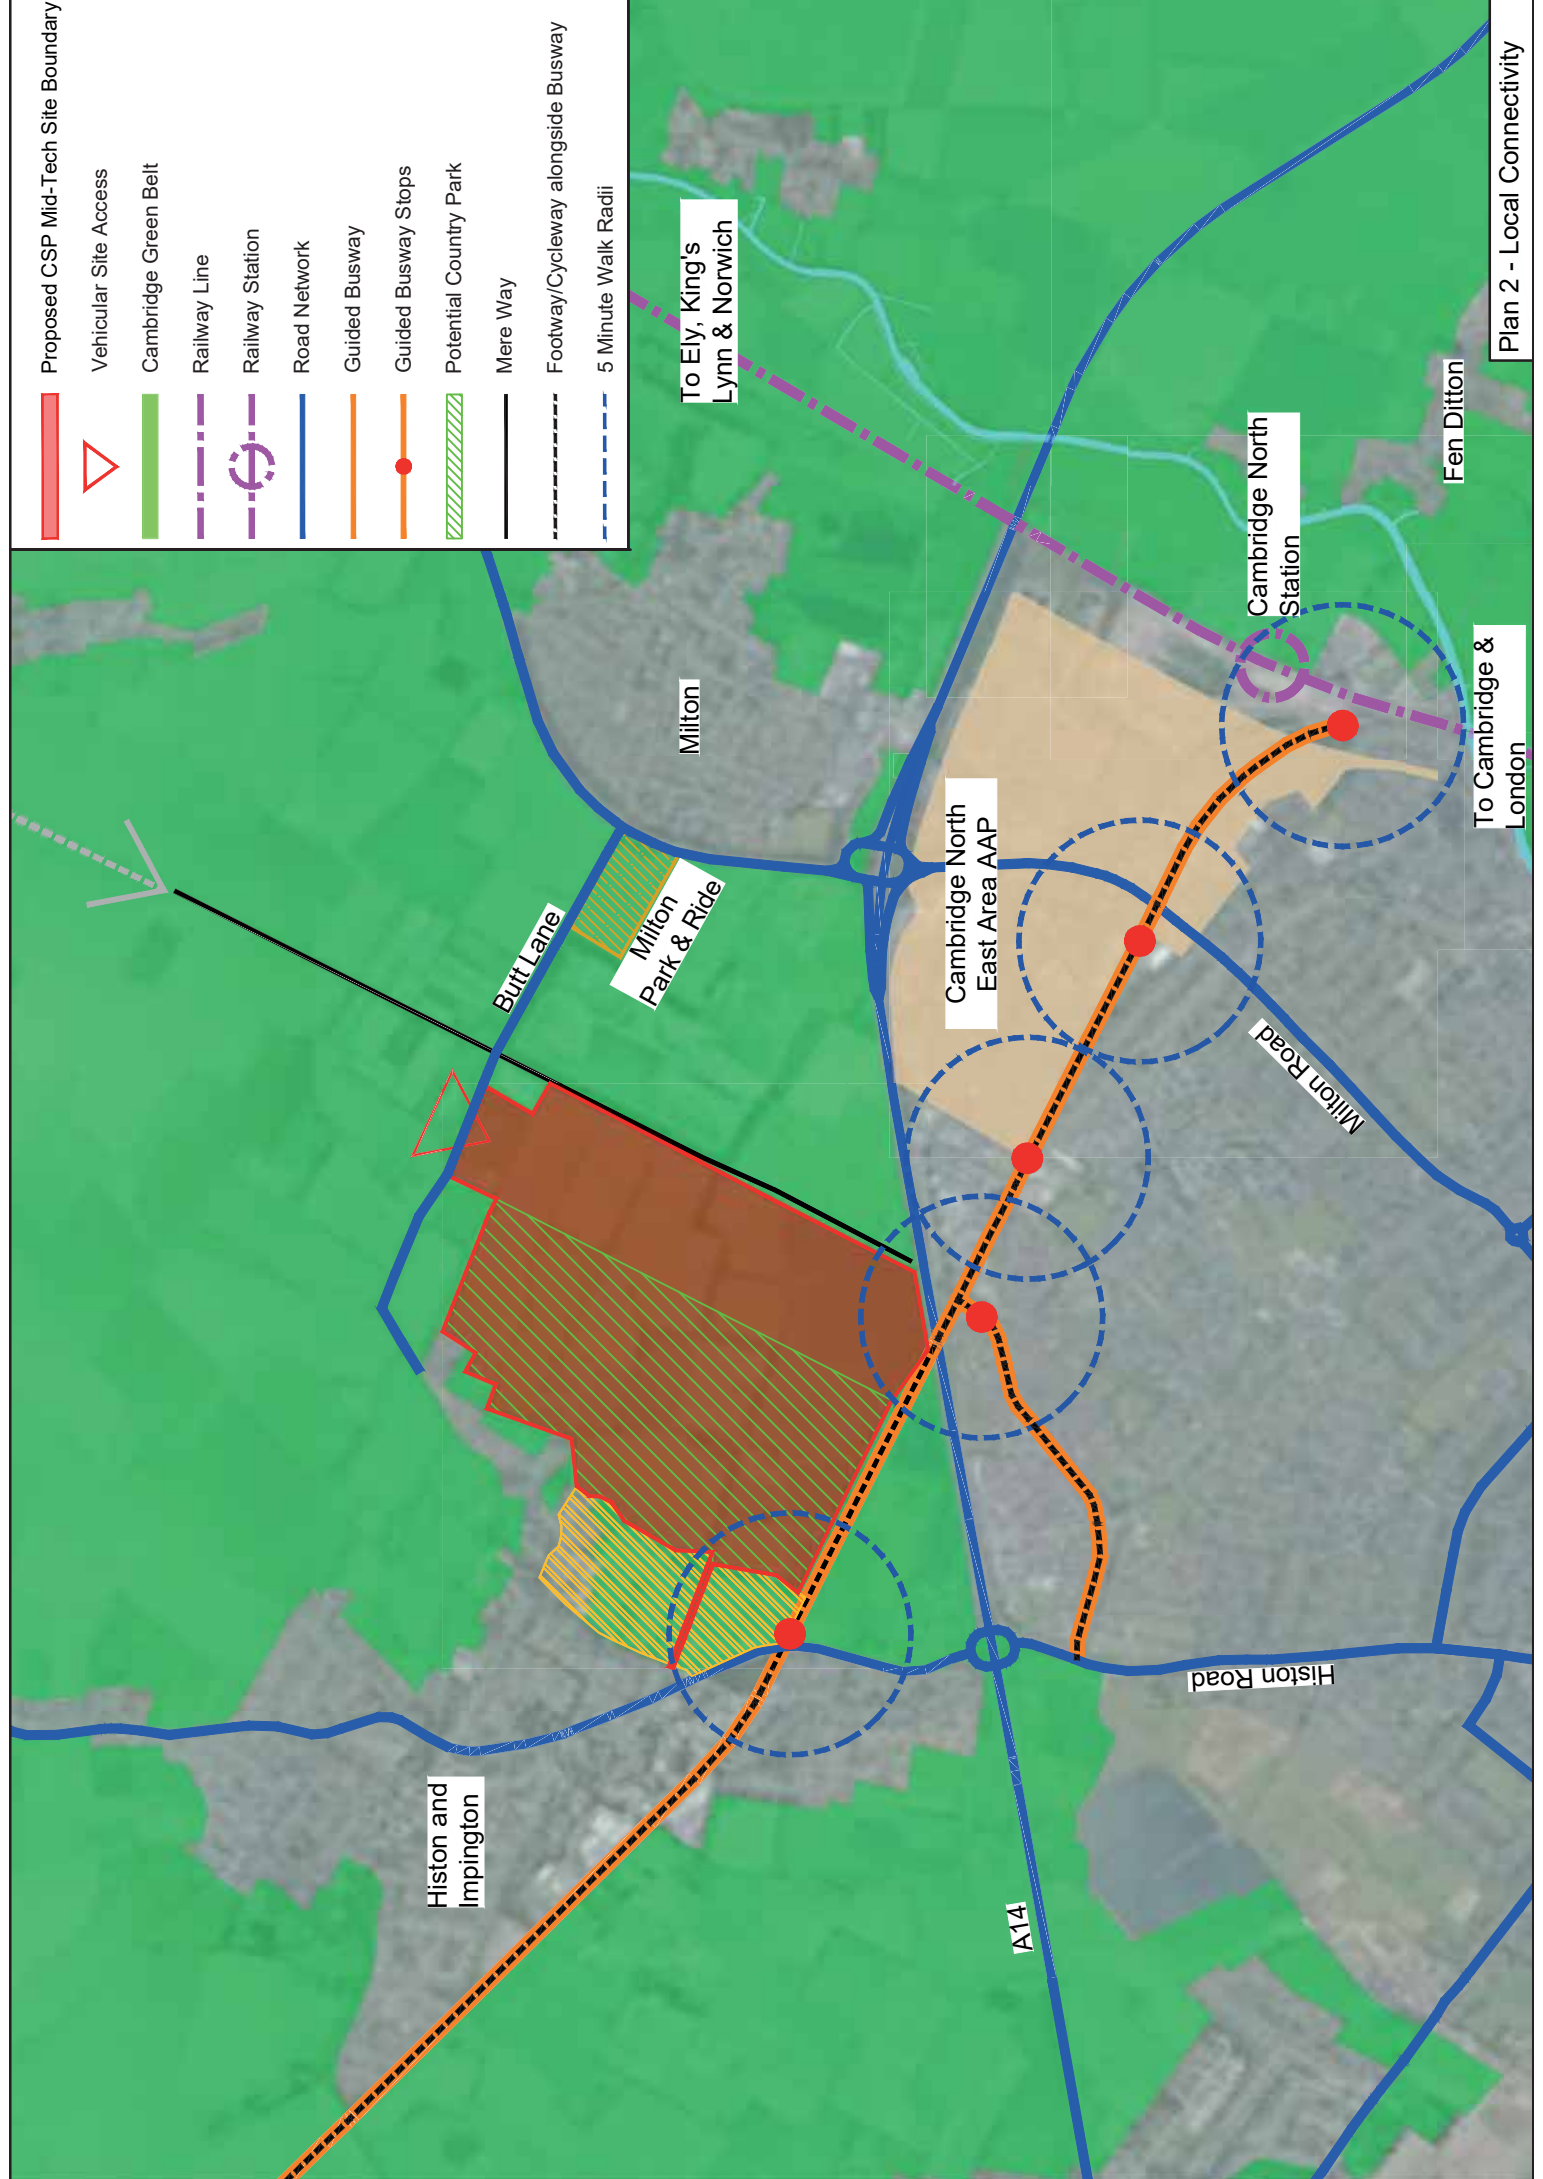 Proposed CSP Mid-Tech Site Boundary
Vehicular Site Access
Cambridge Green Belt
Railway Line
Railway Station
Road Network
Guided Busway
Guided Busway Stops
Potential Country Park
Mere Way
Footway/Cycleway alongside Busway
5 Minute Walk Radii
Histon and
Impington
Butt Lane
Milton
Park & Ride
Milton
To Ely, King's
Lynn & Norwich
A14
Cambridge North
East Area AAP
Histon Road
Milton Road
Cambridge North
Station
To Cambridge &
London
Fen Ditton
Plan 2 - Local Connectivity